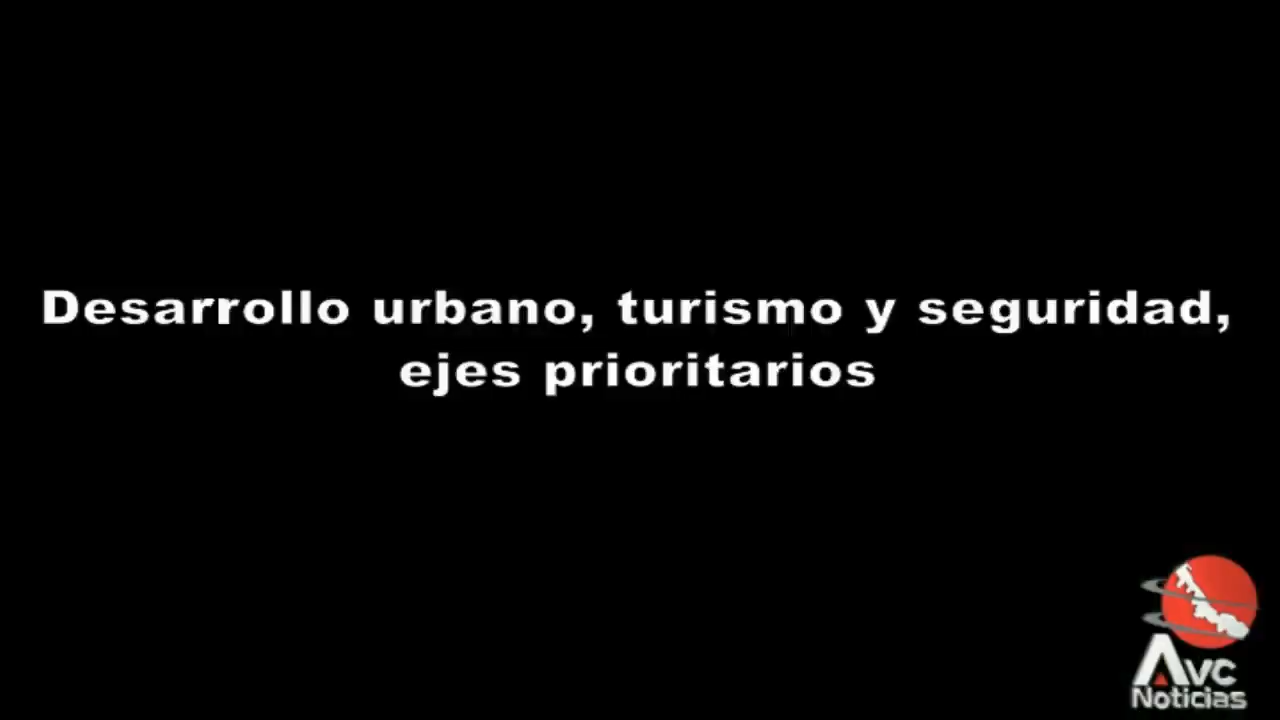 Desarrollo urbano, turismo y seguridad,
ejes prioritarios
Avc
Noticias